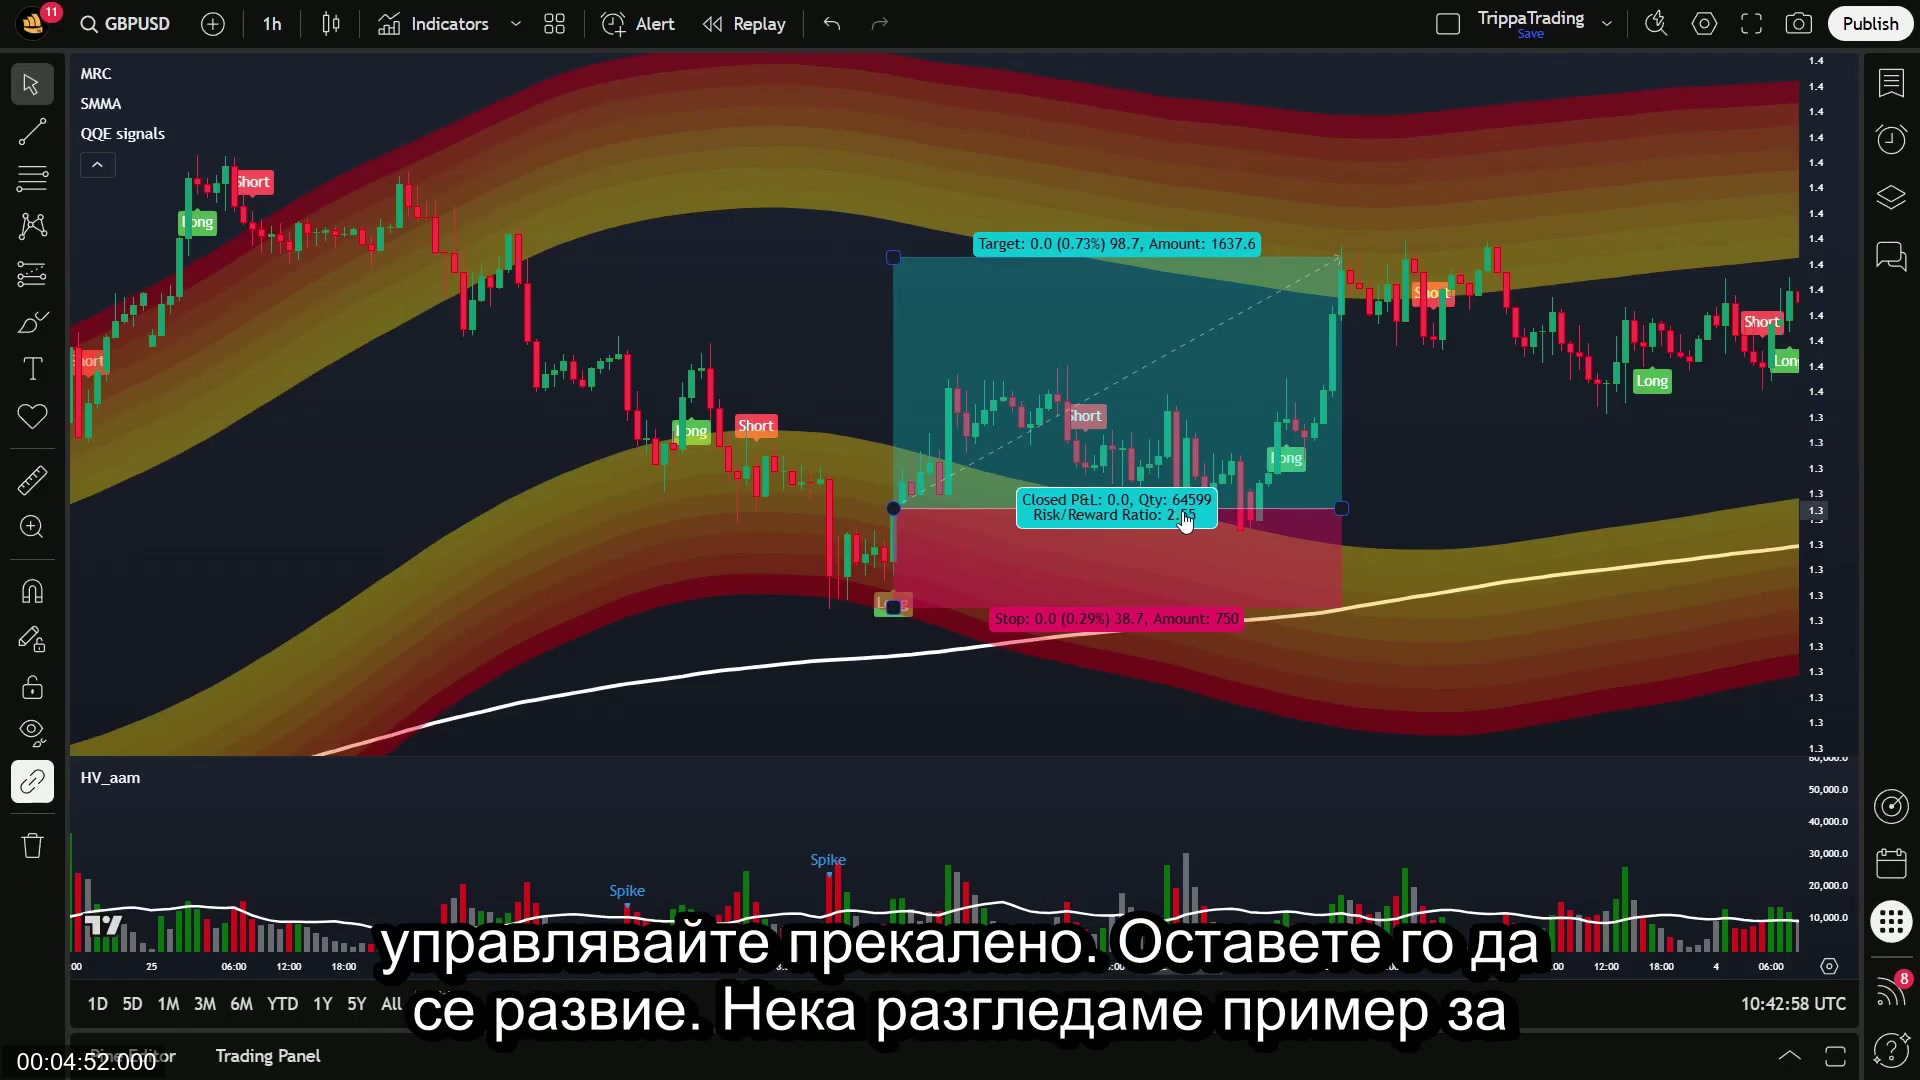 11
GBPUSD
1h
Indicators
Alert
Replay
TrippaTrading
Save
Publish
MRC
SMMA
QQE signals
Short
Long
Short
Long
Short
Target: 0.0 (0.73%) 98.7, Amount: 1637.6
Short
Long
Closed P&L: 0.0, Qty: 64599
Risk/Reward Ratio:
Stop: 0.0 (0.29%) 38.7, Amount: 750
Short
Long
Short
1.4
1.4
1.4
1.4
1.4
1.4
1.4
1.4
1.4
1.4
1.4
1.4
1.4
1.4
1.3
1.3
1.3
1.3
1.3
1.3
1.3
1.3
1.3
1.3
1.3
1.3
1.3
1.3
HV_aam
Spike
Spike
50,000.0
40,000.0
30,000.0
20,000.0
10,000.0
25
06:00
12:00
18:00
12:00
18:00
4
06:00
управлявайте прекалено. Оставете го да
се развие. Нека разгледаме пример за
1D
5D
1M
3M
6M
YTD
1Y
5Y
All
10:42:58 UTC
8
Pine Editor
Trading Panel
00:04:52.000